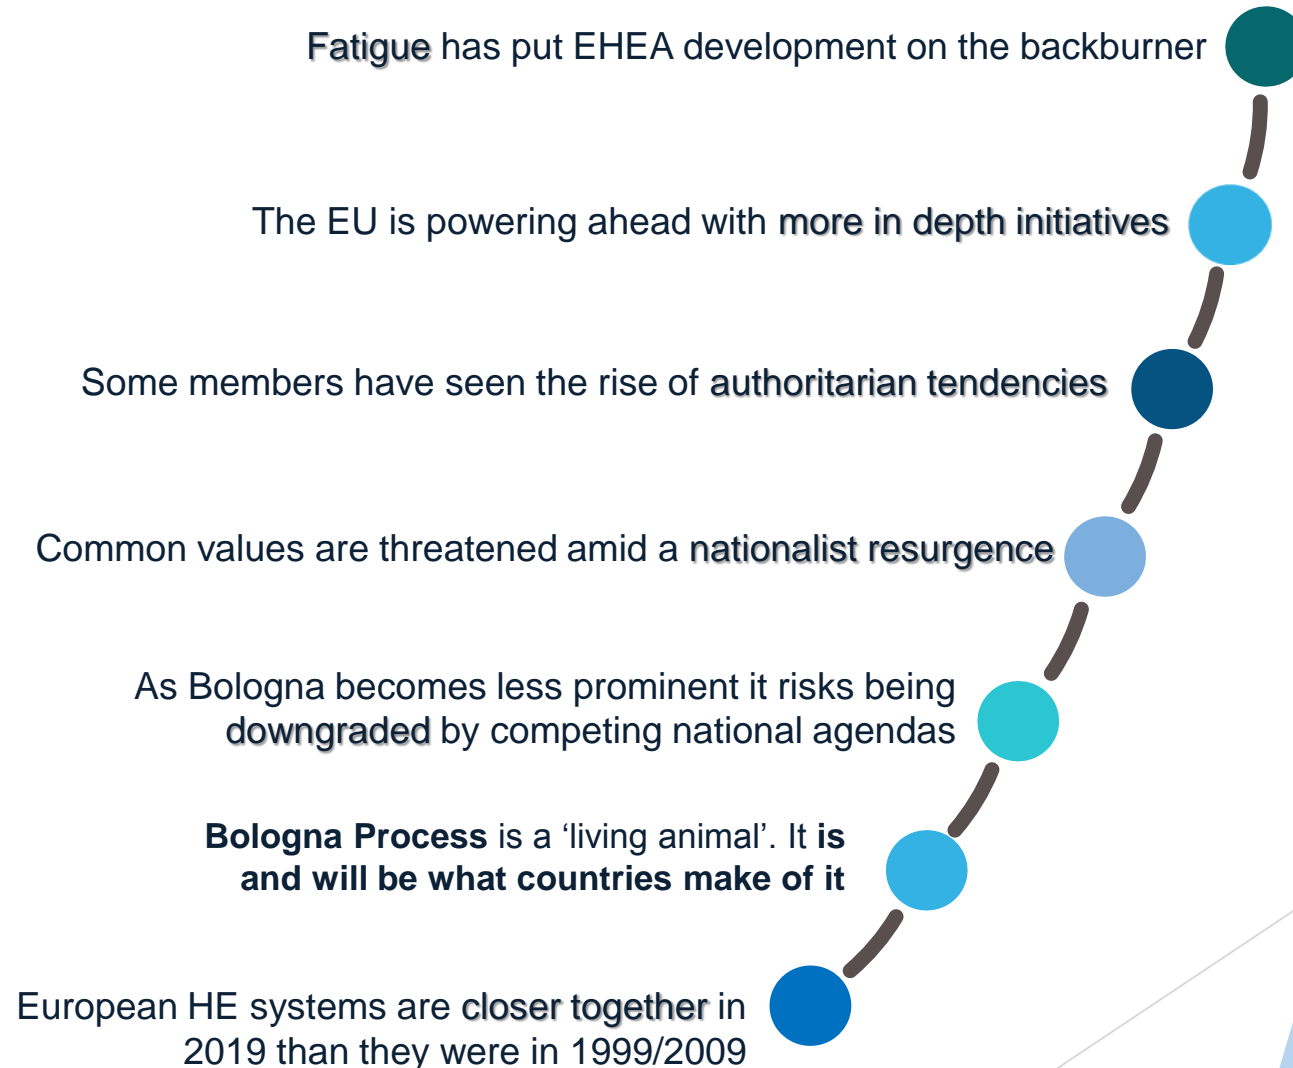 Fatigue has put EHEA development on the backburner
The EU is powering ahead with more in depth initiatives
Some members have seen the rise of authoritarian tendencies
Common values are threatened amid a nationalist resurgence
As Bologna becomes less prominent it risks being
downgraded by competing national agendas
Bologna Process is a ‘living animal’. It is
and will be what countries make of it
European HE systems are closer together in
2019 than they were in 1999/2009